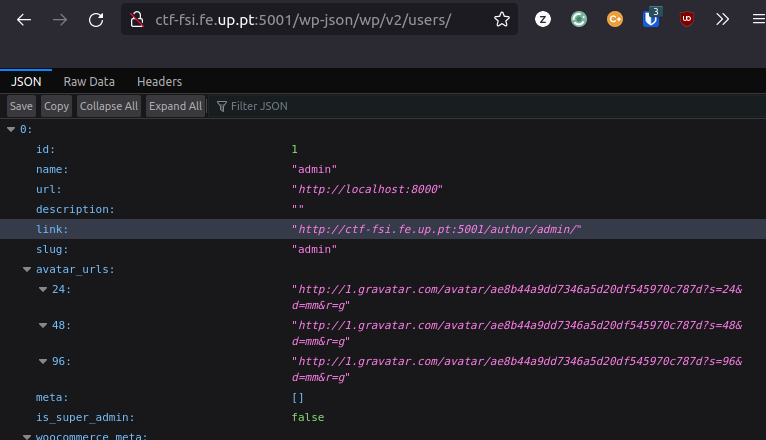 ctf-fsi.fe.up.pt:5001/wp-json/wp/v2/users/
Z
C+
3
JSON Raw Data Headers
Save Copy Collapse All Expand All Filter JSON
0:
id: 1
name: "admin"
url: "http://localhost:8000"
description: ""
link: "http://ctf-fsi.fe.up.pt:5001/author/admin/"
slug: "admin"
avatar_urls:
24: "http://1.gravatar.com/avatar/ae8b44a9dd7346a5d20df545970c787d?s=24&
d=mm&r=g"
48: "http://1.gravatar.com/avatar/ae8b44a9dd7346a5d20df545970c787d?s=48&
d=mm&r=g"
96: "http://1.gravatar.com/avatar/ae8b44a9dd7346a5d20df545970c787d?s=96&
d=mm&r=g"
meta: []
is_super_admin: false
woocommerce_meta: